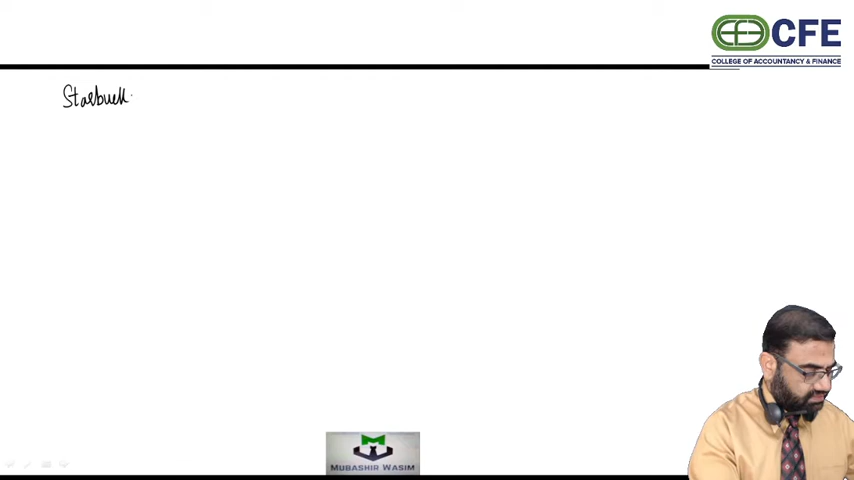 CFE
COLLEGE OF ACCOUNTANCY & FINANCE
Starbuck
MUBASHIR WASIM